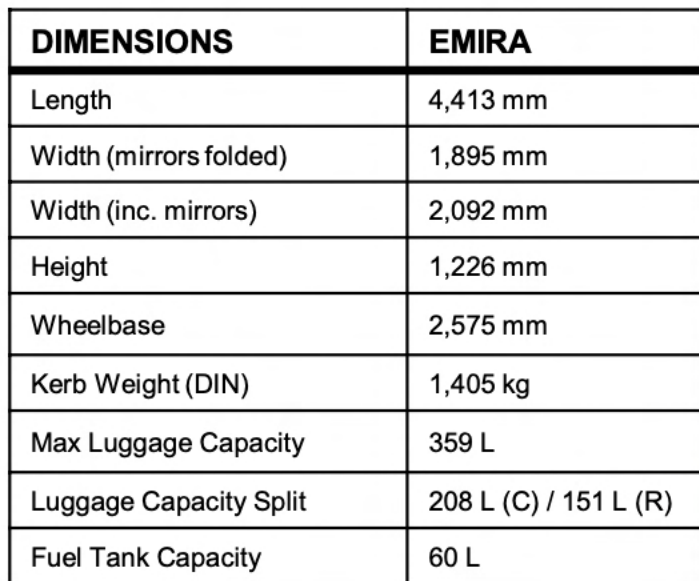 DIMENSIONS EMIRA
Length 4,413 mm
Width (mirrors folded) 1,895 mm
Width (inc. mirrors) 2,092 mm
Height 1,226 mm
Wheelbase 2,575 mm
Kerb Weight (DIN) 1,405 kg
Max Luggage Capacity 359 L
Luggage Capacity Split 208 L (C) / 151 L (R)
Fuel Tank Capacity 60 L